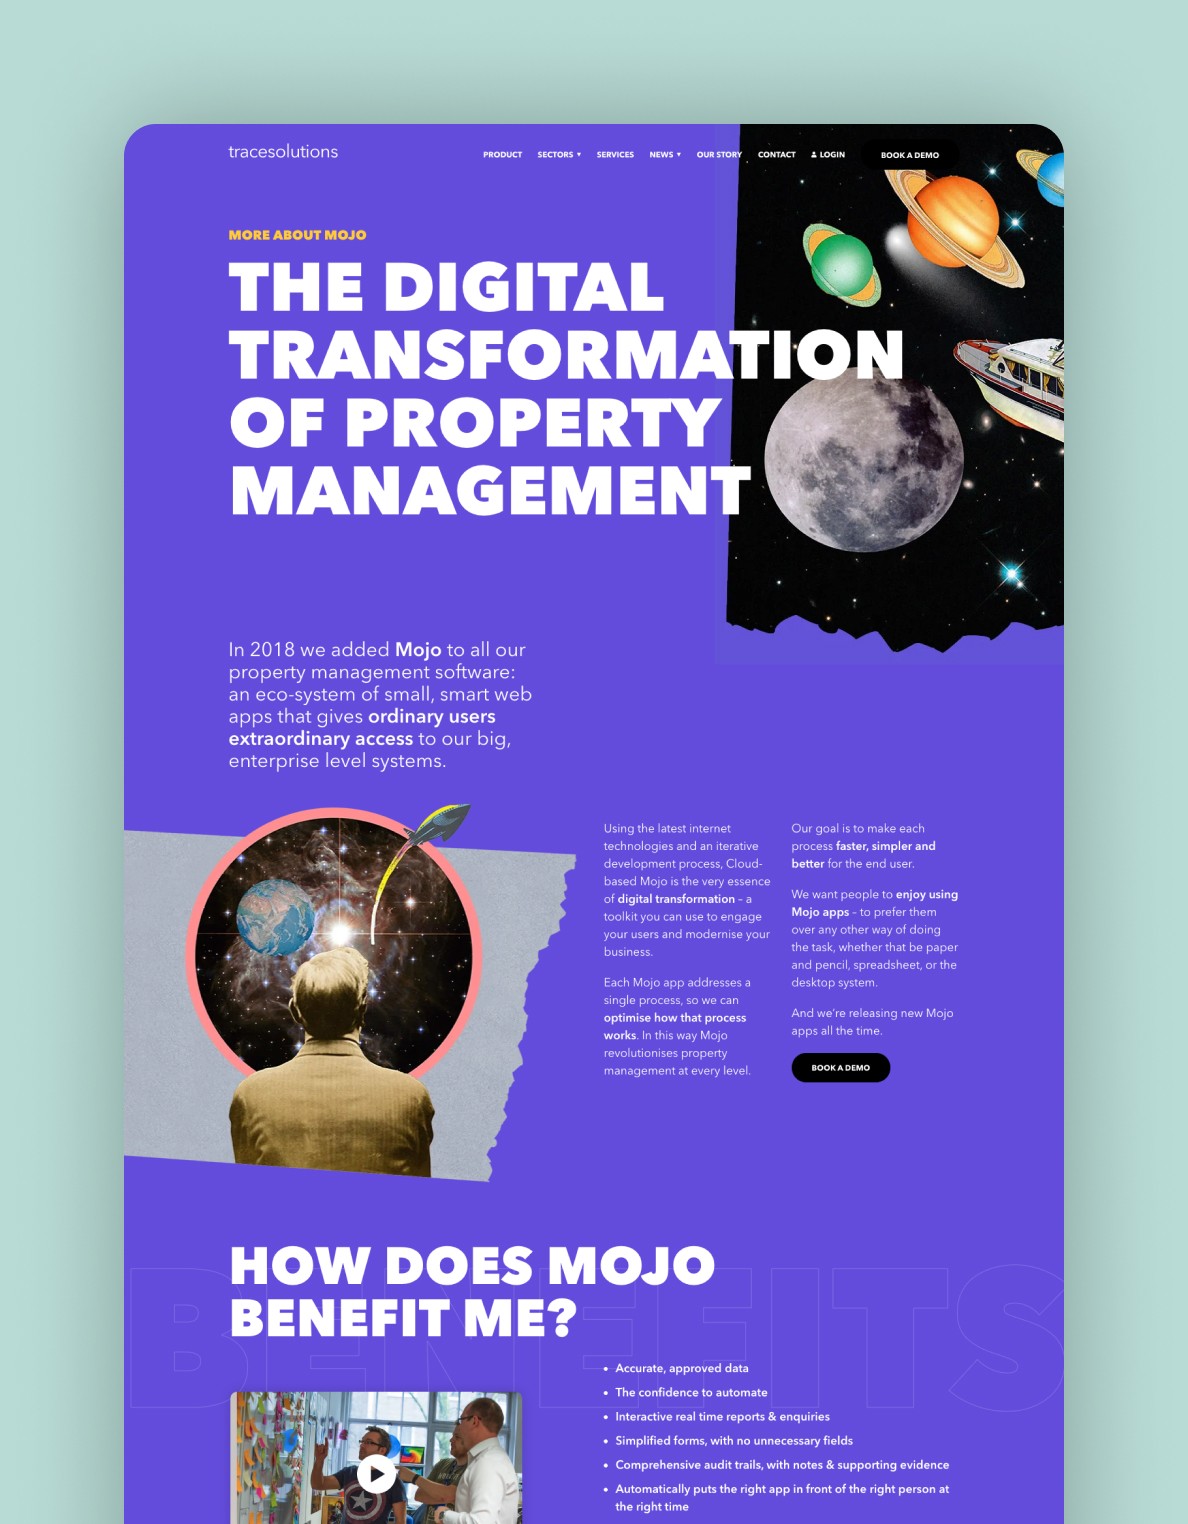 tracesolutions
PRODUCT SECTORS ▼ SERVICES NEWS ▼ OUR STORY CONTACT LOGIN BOOK A DEMO
MORE ABOUT MOJO
THE DIGITAL
TRANSFORMATION
OF PROPERTY
MANAGEMENT
In 2018 we added Mojo to all our
property management software:
an eco-system of small, smart web
apps that gives ordinary users
extraordinary access to our big,
enterprise level systems.
Using the latest internet
technologies and an iterative
development process, Cloud-
based Mojo is the very essence
of digital transformation – a
toolkit you can use to engage
your users and modernise your
business.
Each Mojo app addresses a
single process, so we can
optimise how that process
works. In this way Mojo
revolutionises property
management at every level.
Our goal is to make each
process faster, simpler and
better for the end user.
We want people to enjoy using
Mojo apps – to prefer them
over any other way of doing
the task, whether that be paper
and pencil, spreadsheet, or the
desktop system.
And we're releasing new Mojo
apps all the time.
BOOK A DEMO
BENEFITS
HOW DOES MOJO
BENEFIT ME?
• Accurate, approved data
• The confidence to automate
• Interactive real time reports & enquiries
• Simplified forms, with no unnecessary fields
• Comprehensive audit trails, with notes & supporting evidence
• Automatically puts the right app in front of the right person at
the right time